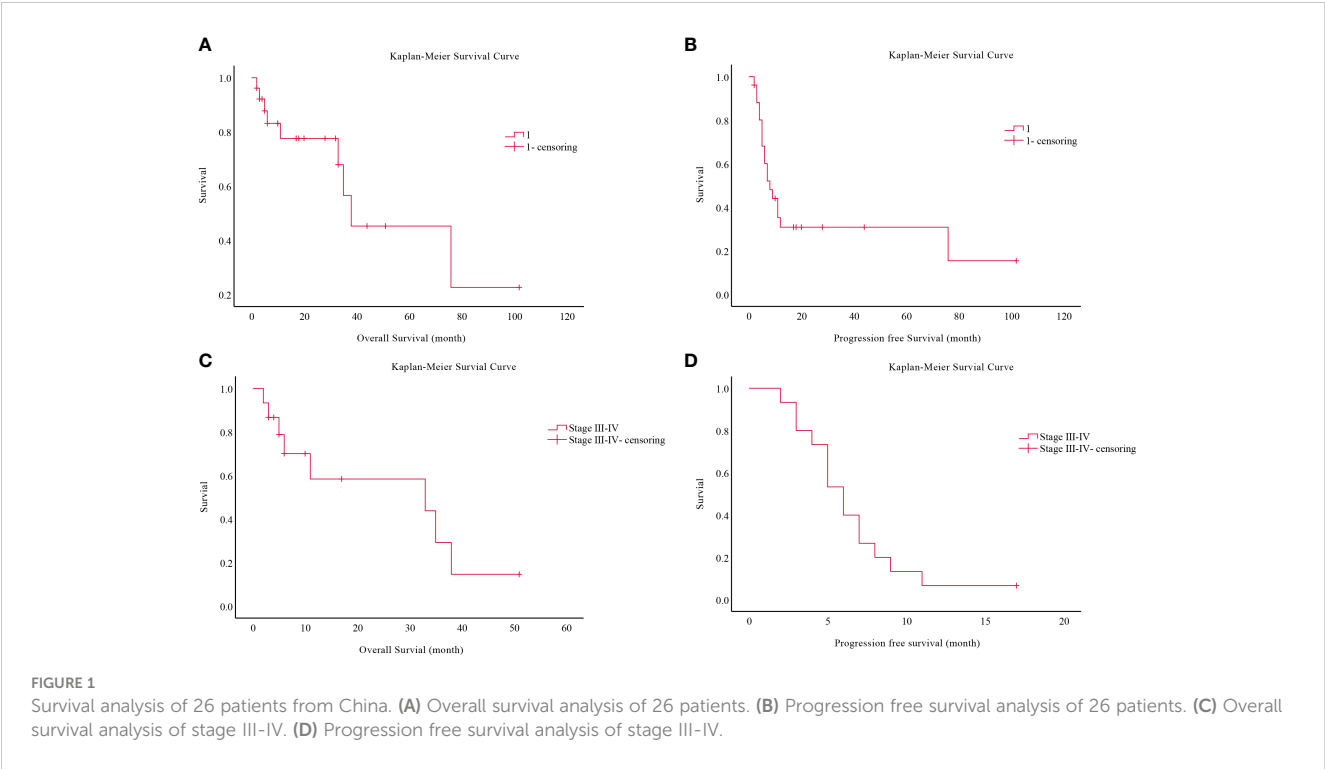 A
Kaplan-Meier Survival Curve
1.0
0.8
0.6
0.4
0.2
Survival
1
1- censoring
0 20 40 60 80 100 120
Overall Survival (month)
B
Kaplan-Meier Survial Curve
1.0
0.8
0.6
0.4
0.2
0.0
Survival
1
1- censoring
0 20 40 60 80 100 120
Progression free Survival (month)
C
Kaplan-Meier Survial Curve
1.0
0.8
0.6
0.4
0.2
0.0
Survial
Stage III-IV
Stage III-IV- censoring
0 10 20 30 40 50 60
Overall Survial (month)
D
Kaplan-Meier Survial Curve
1.0
0.8
0.6
0.4
0.2
0.0
Survial
Stage III-IV
Stage III-IV- censoring
0 5 10 15 20
Progression free survival (month)
FIGURE 1
Survival analysis of 26 patients from China. (A) Overall survival analysis of 26 patients. (B) Progression free survival analysis of 26 patients. (C) Overall
survival analysis of stage III-IV. (D) Progression free survival analysis of stage III-IV.